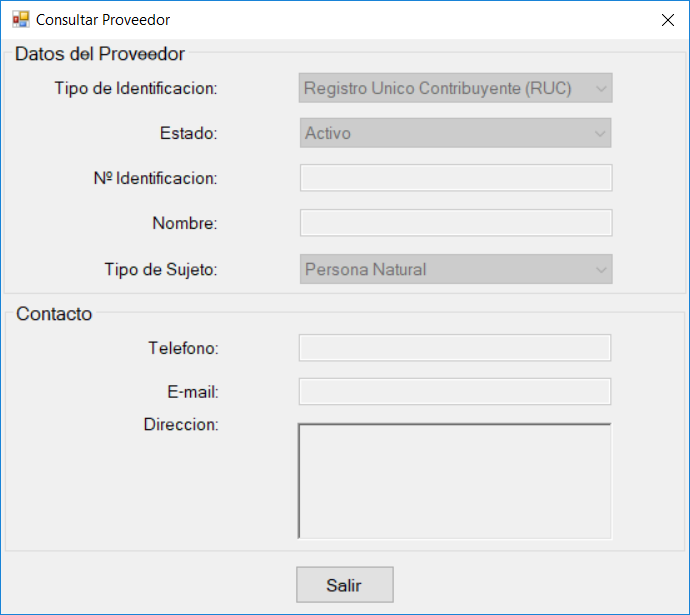 Consultar Proveedor
Datos del Proveedor
Tipo de Identificacion: Registro Unico Contribuyente (RUC)
Estado: Activo
Nº Identificacion:
Nombre:
Tipo de Sujeto: Persona Natural
Contacto
Telefono:
E-mail:
Direccion:
Salir